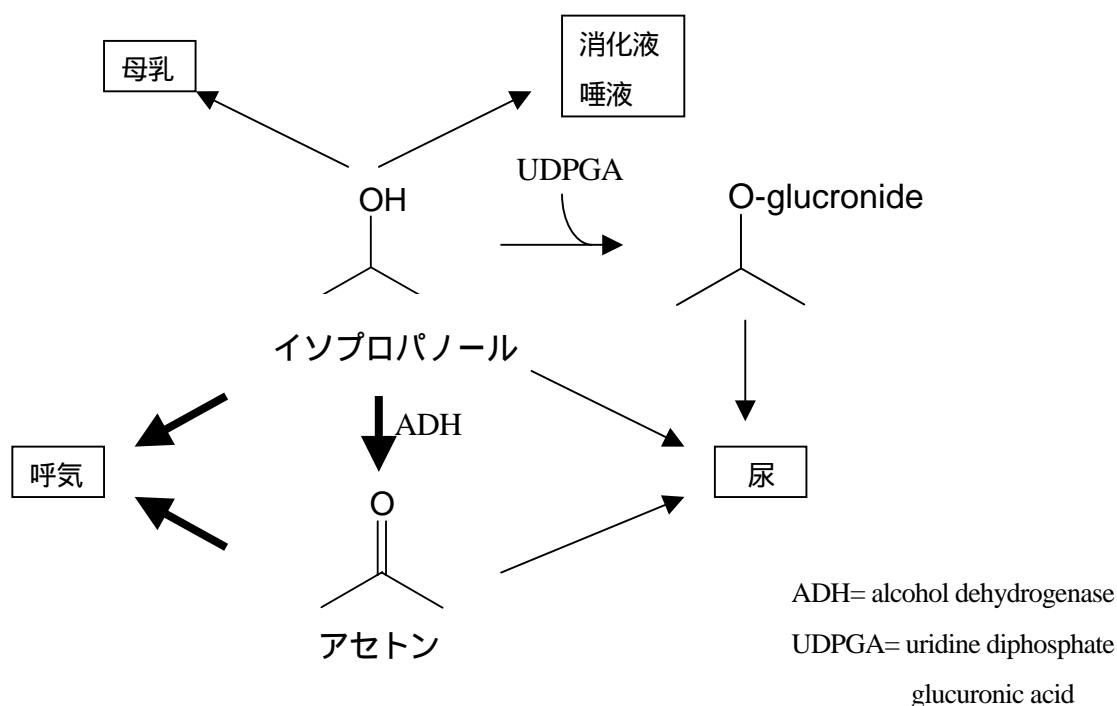 母乳
消化液
唾液
UDPGA
OH
O-glucronide
イソプロパノール
ADH
呼気
尿
O
アセトン
ADH= alcohol dehydrogenase
UDPGA= uridine diphosphate
glucuronic acid